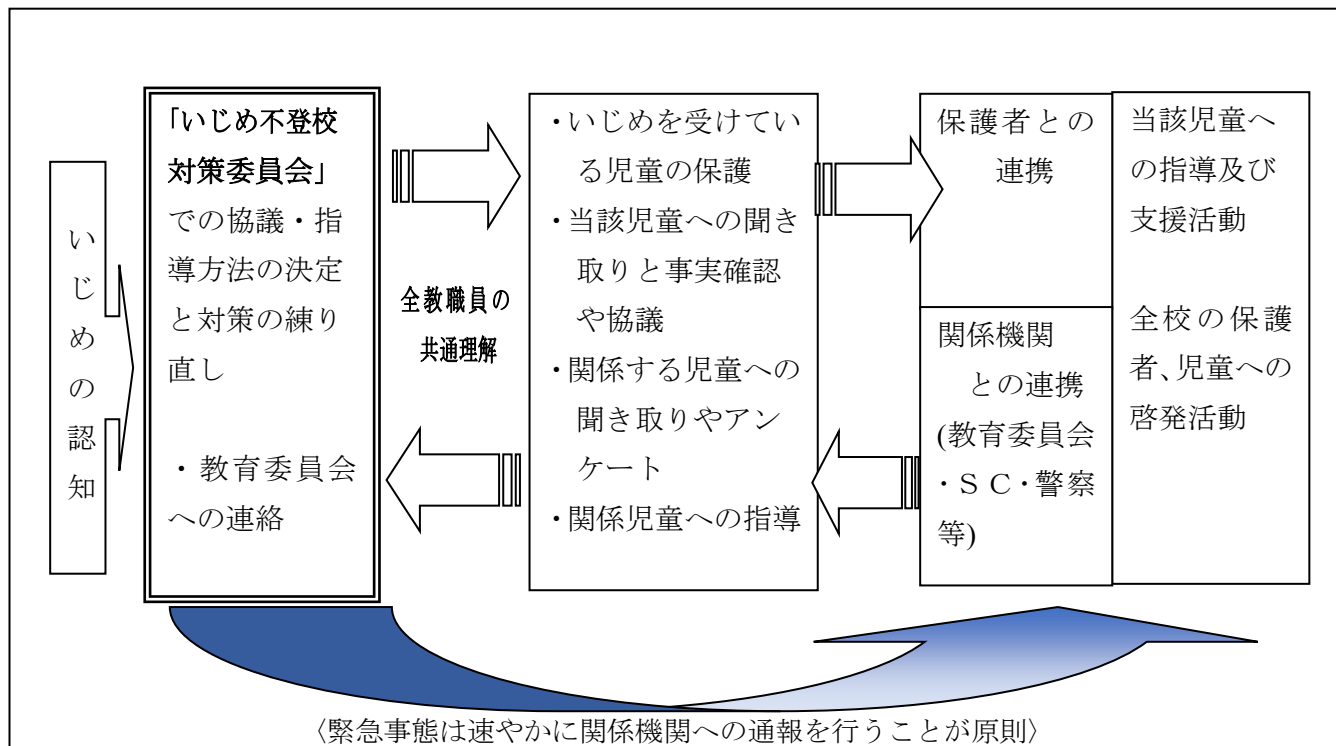 いじめの認知
「いじめ不登校
対策委員会」
での協議・指
導方法の決定
と対策の練り
直し
・教育委員会
への連絡
全教職員の
共通理解
・いじめを受けてい
る児童の保護
・当該児童への聞き
取りと事実確認
や協議
・関係する児童への
聞き取りやアン
ケート
・関係児童への指導
保護者との
連携
関係機関
との連携
(教育委員会
・ＳＣ・警察
等)
当該児童へ
の指導及び
支援活動
全校の保護
者、児童への
啓発活動
〈緊急事態は速やかに関係機関への通報を行うことが原則〉